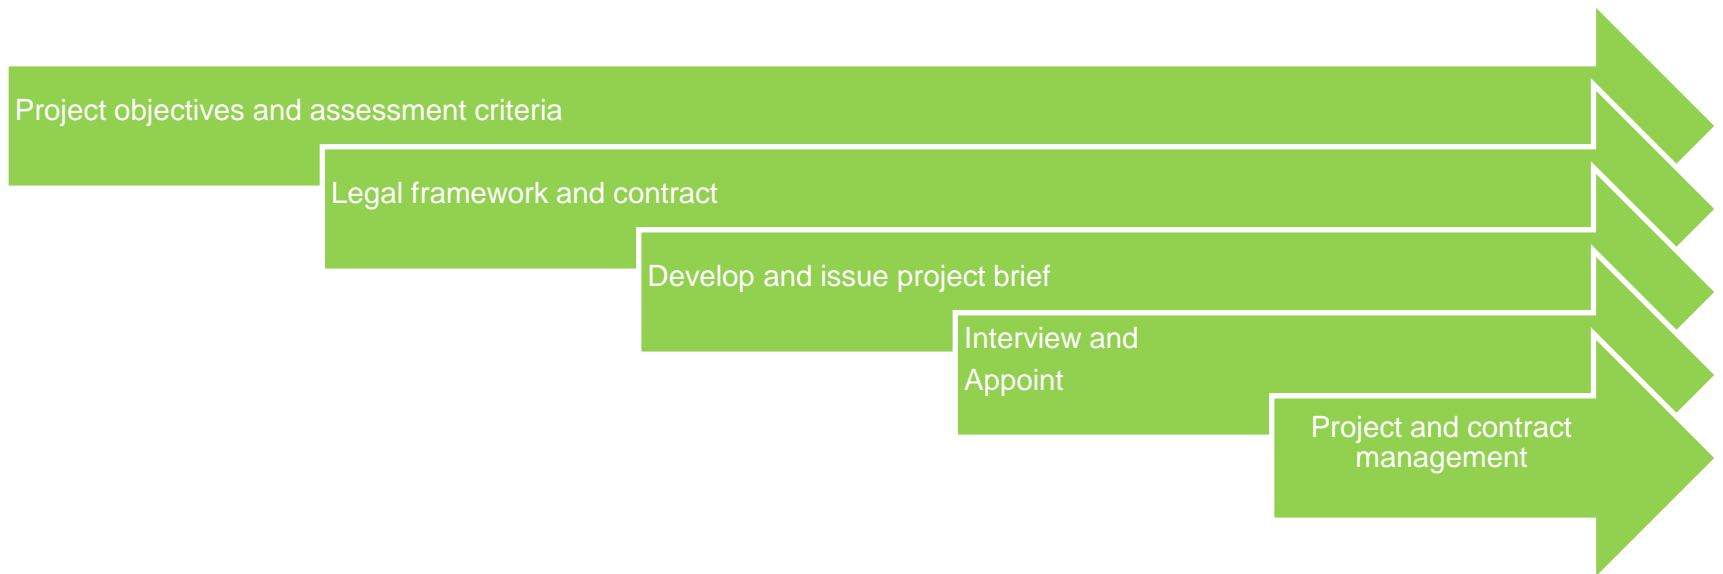 Project objectives and assessment criteria
Legal framework and contract
Develop and issue project brief
Interview and
Appoint
Project and contract
management